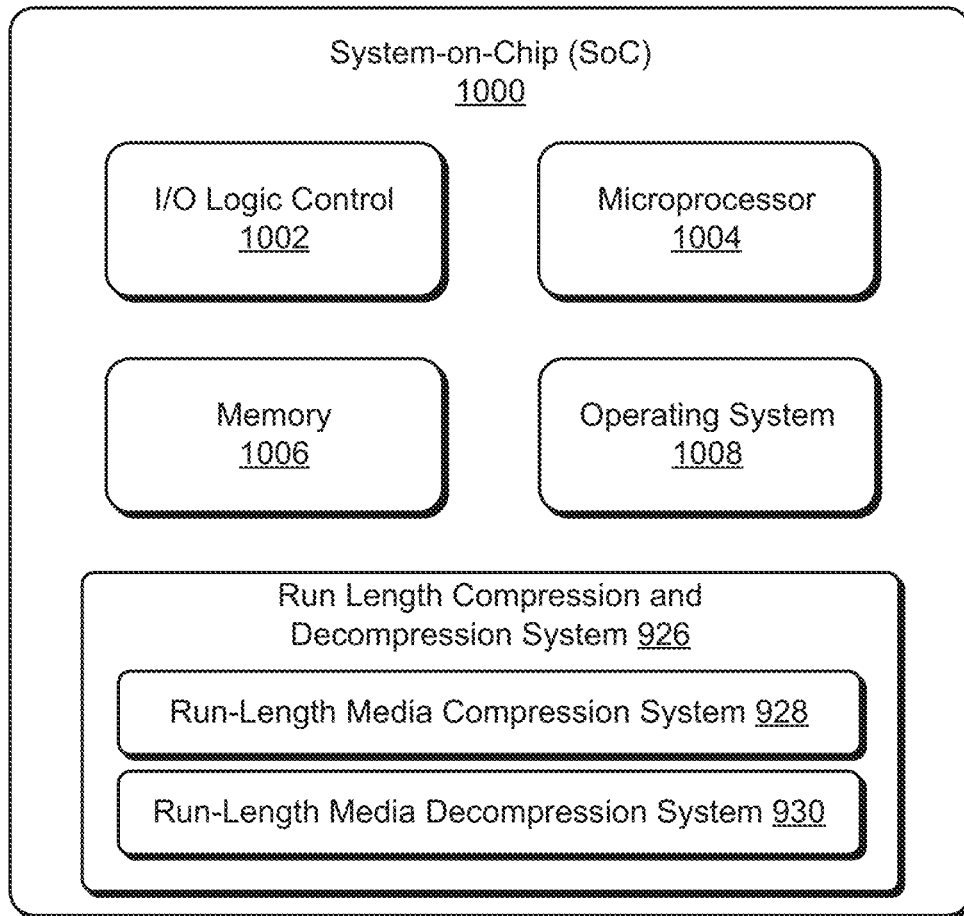 System-on-Chip (SoC)
1000
I/O Logic Control
1002
Microprocessor
1004
Memory
1006
Operating System
1008
Run Length Compression and
Decompression System 926
Run-Length Media Compression System 928
Run-Length Media Decompression System 930